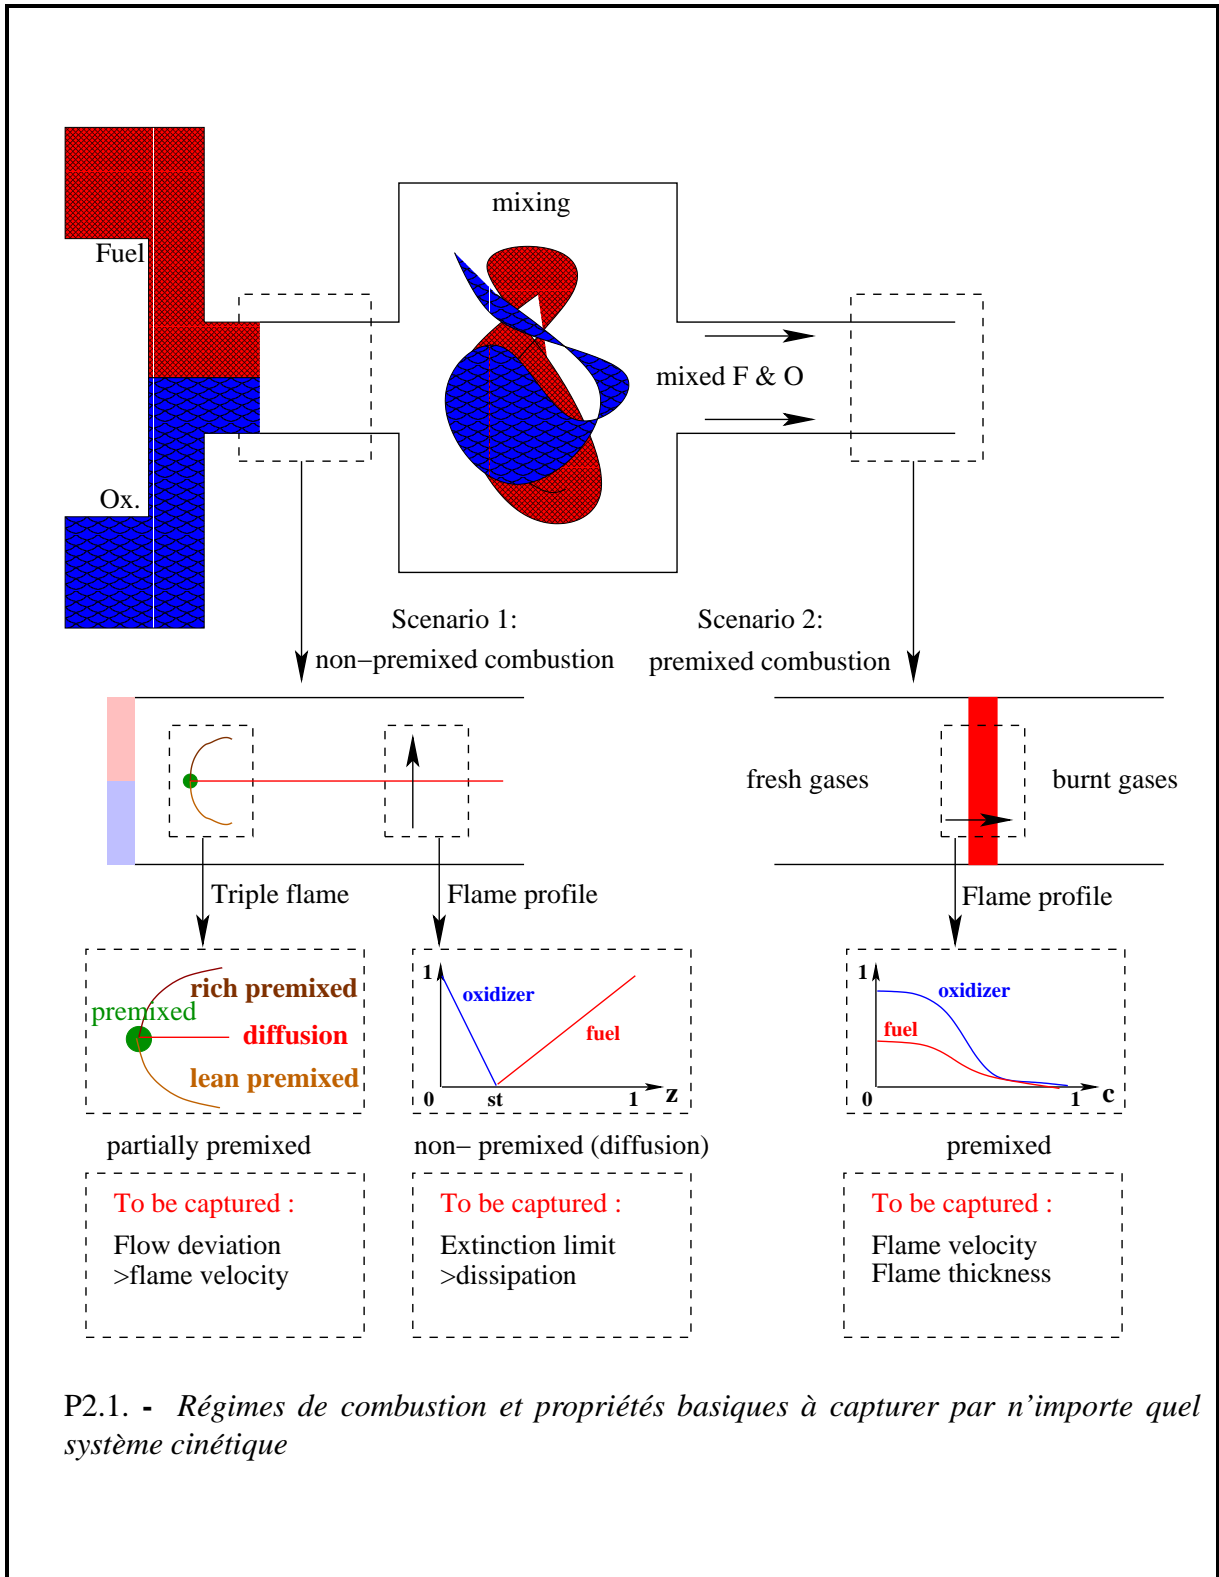 mixing
Fuel
mixed F & O
Ox.
Scenario 1:
non−premixed combustion
Scenario 2:
premixed combustion
fresh gases
burnt gases
Triple flame
Flame profile
Flame profile
rich premixed
premixed
diffusion
lean premixed
1
oxidizer
fuel
0
st
1
z
1
oxidizer
fuel
0
1
c
partially premixed
non− premixed (diffusion)
premixed
To be captured :
Flow deviation
>flame velocity
To be captured :
Extinction limit
>dissipation
To be captured :
Flame velocity
Flame thickness
P2.1. - Régimes de combustion et propriétés basiques à capturer par n'importe quel
système cinétique